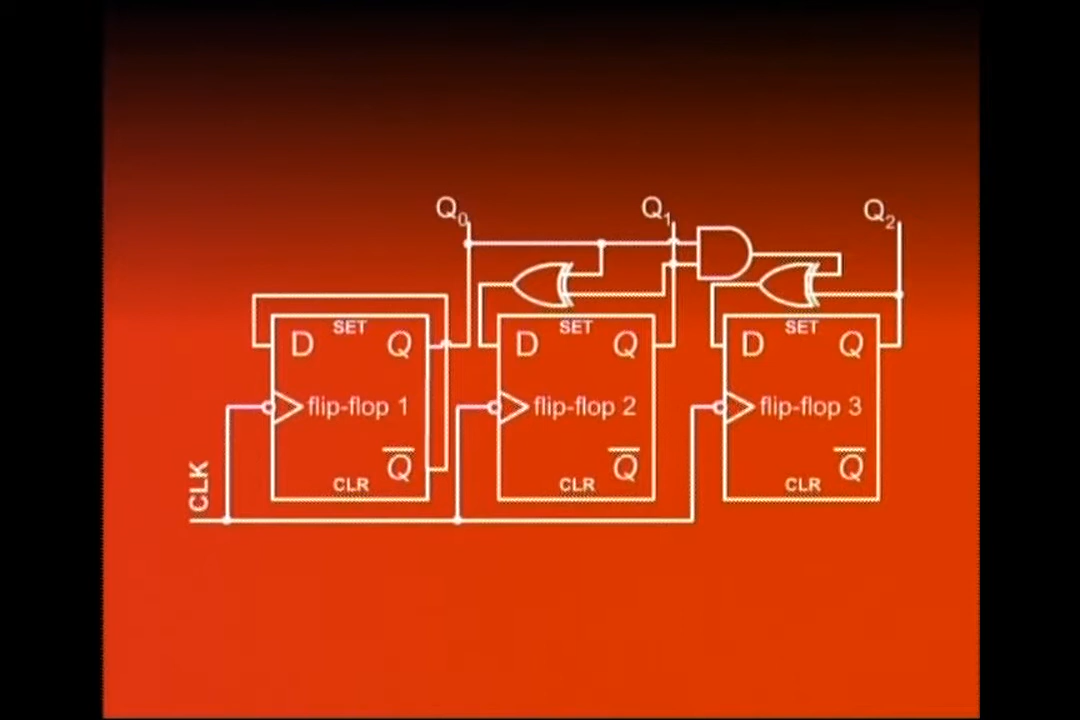 Q₀ Q₁ Q₂
SET SET SET
D Q D Q D Q
flip-flop 1 flip-flop 2 flip-flop 3
Q̅ Q̅ Q̅
CLK
CLR CLR CLR